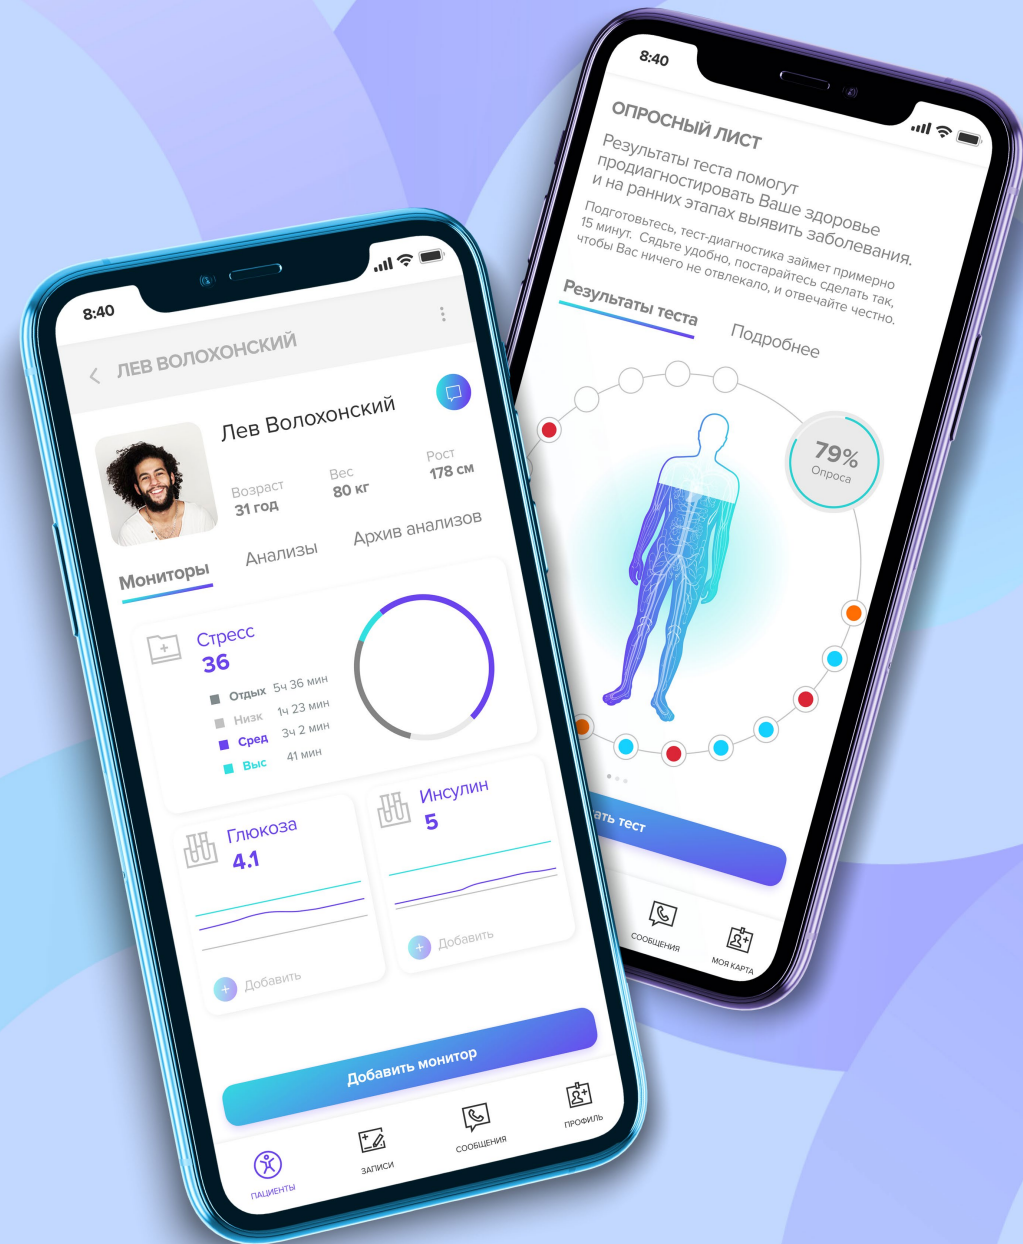 8:40
ЛЕВ ВОЛОХОНСКИЙ
Лев Волохонский
Возраст
31 год
Вес
80 кг
Рост
178 см
Мониторы
Анализы
Архив анализов
Стресс
36
Отдых 5ч 36 мин
Низк 1ч 23 мин
Сред 3ч 2 мин
Выс 41 мин
Глюкоза
4.1
Добавить
Инсулин
5
Добавить
Добавить монитор
ПАЦИЕНТЫ
ЗАПИСИ
СООБЩЕНИЯ
ПРОФИЛЬ
8:40
ОПРОСНЫЙ ЛИСТ
Результаты теста помогут
продиагностировать Ваше здоровье
и на ранних этапах выявить заболевания.
Подготовьтесь, тест-диагностика займет примерно
15 минут. Сядьте удобно, постарайтесь сделать так,
чтобы Вас ничего не отвлекало, и отвечайте честно.
Результаты теста
Подробнее
79%
Опроса
тест
СООБЩЕНИЯ
МОЯ КАРТА